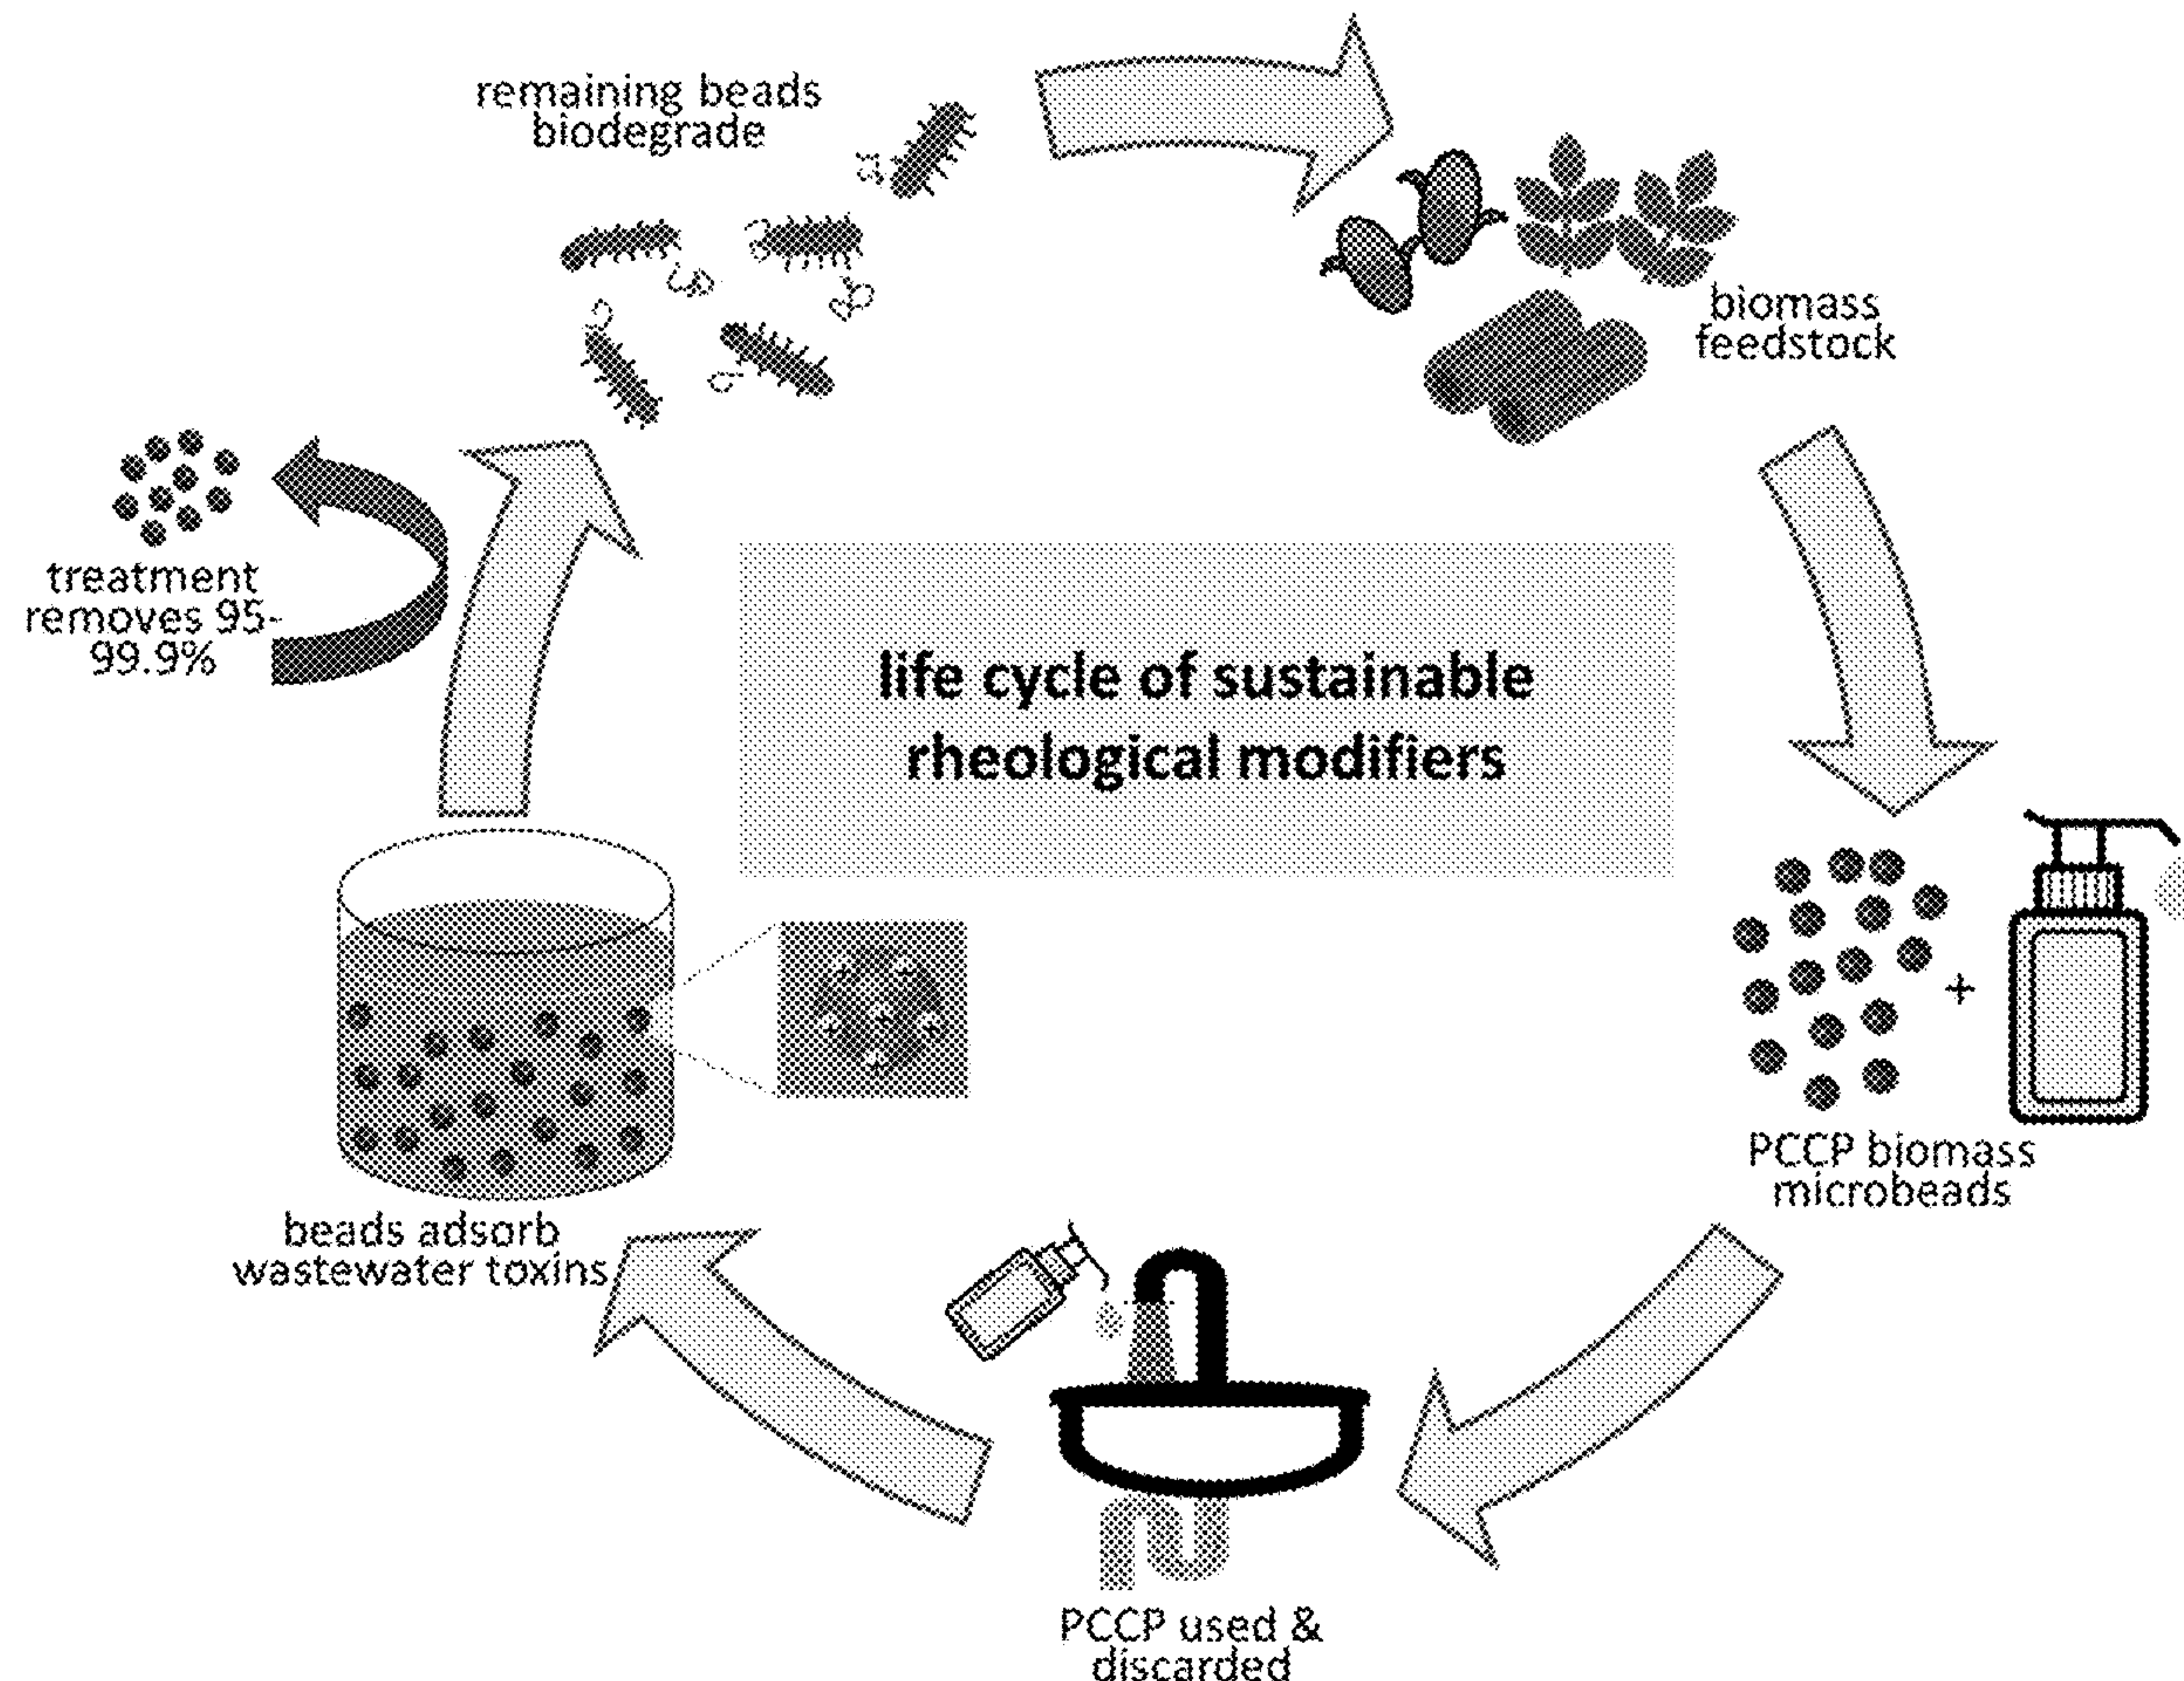 remaining beads
biodegrade
biomass
feedstock
treatment
removes 95-
99.9%
life cycle of sustainable
rheological modifiers
+
PCCP biomass
microbeads
beads adsorb
wastewater toxins
PCCP used &
discarded